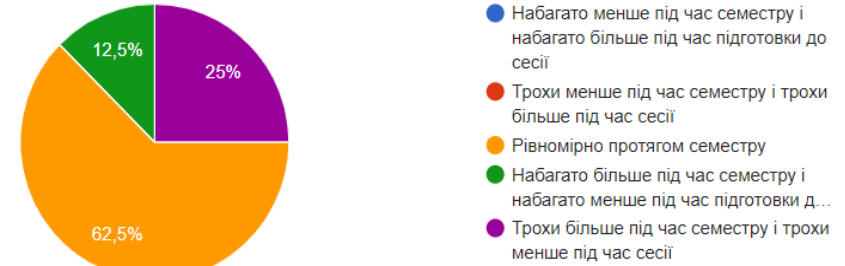 12,5%
25%
62,5%
Набагато менше під час семестру і
набагато більше під час підготовки до
сесії
Трохи менше під час семестру і трохи
більше під час сесії
Рівномірно протягом семестру
Набагато більше під час семестру і
набагато менше під час підготовки д…
Трохи більше під час семестру і трохи
менше під час сесії